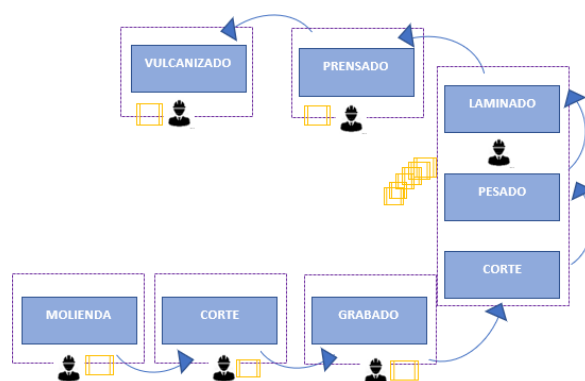 VULCANIZADO
PRENSADO
LAMINADO
PESADO
CORTE
MOLIENDA
CORTE
GRABADO